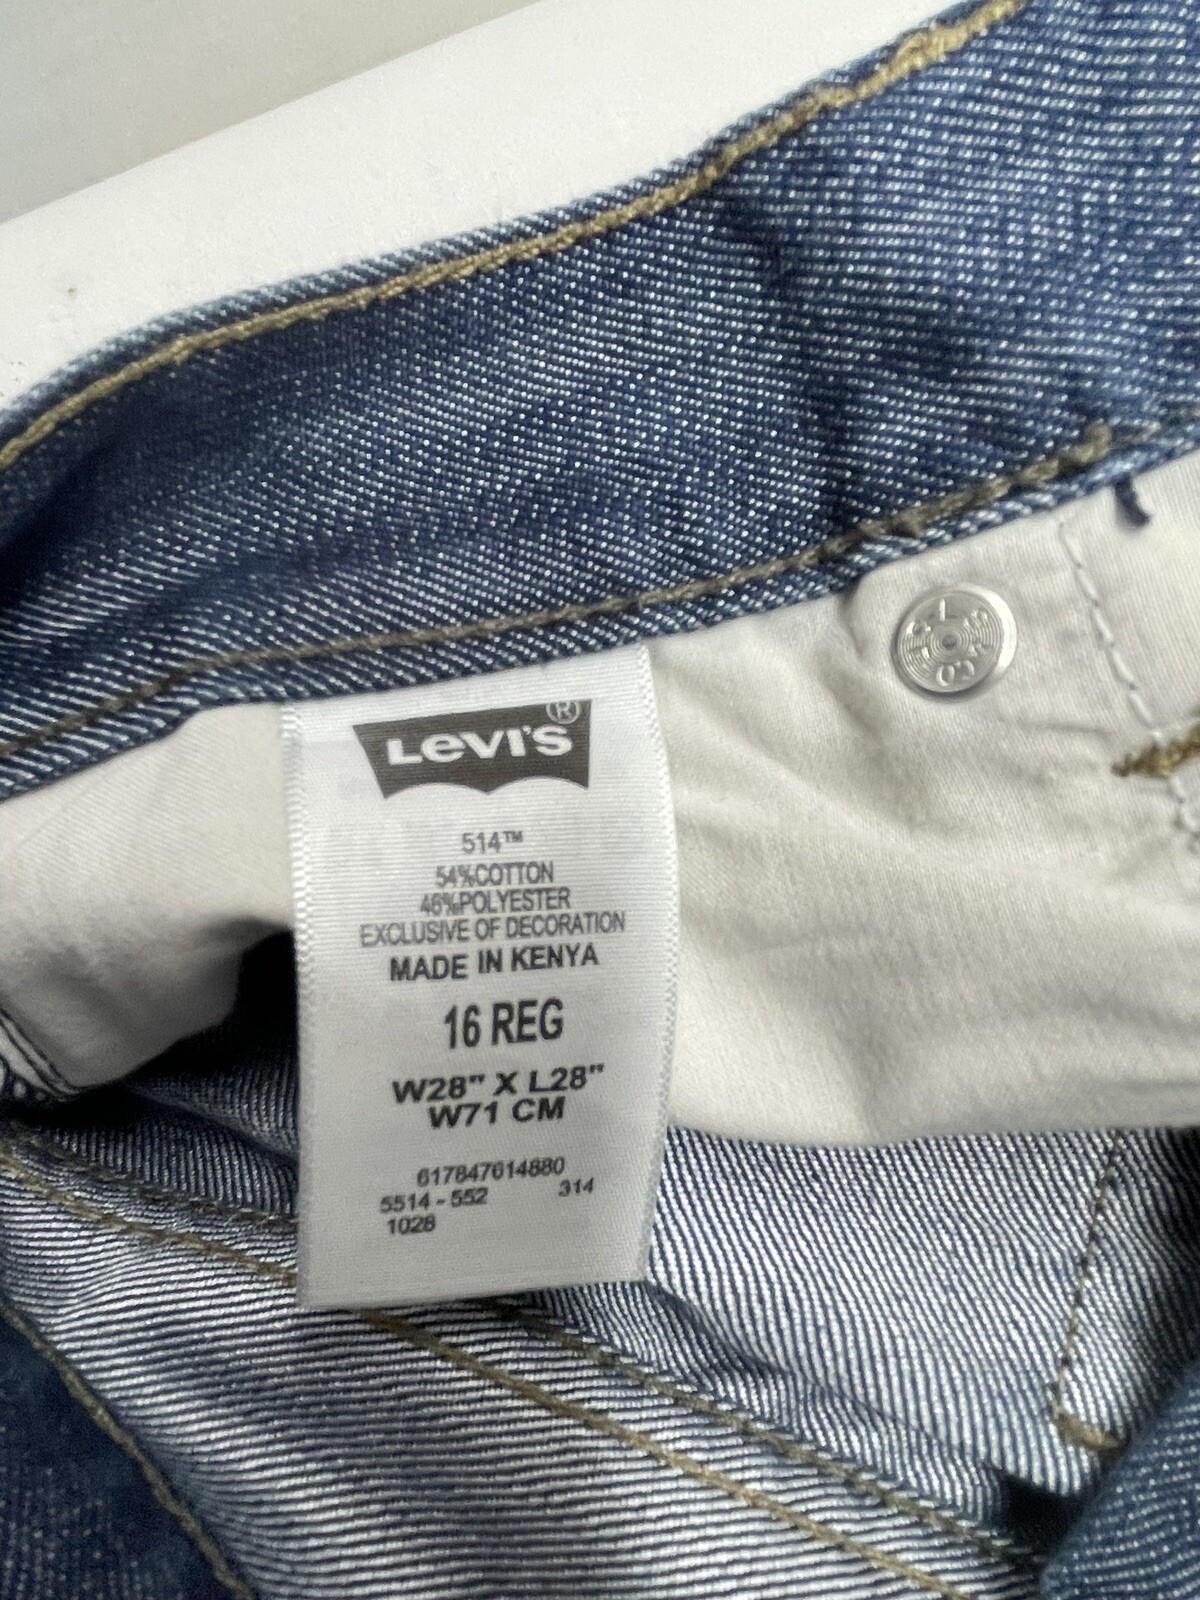 LEVI'S®
514™
54%COTTON
46%POLYESTER
EXCLUSIVE OF DECORATION
MADE IN KENYA
16 REG
W28" X L28"
W71 CM
617847614880
5514 - 552 314
1028